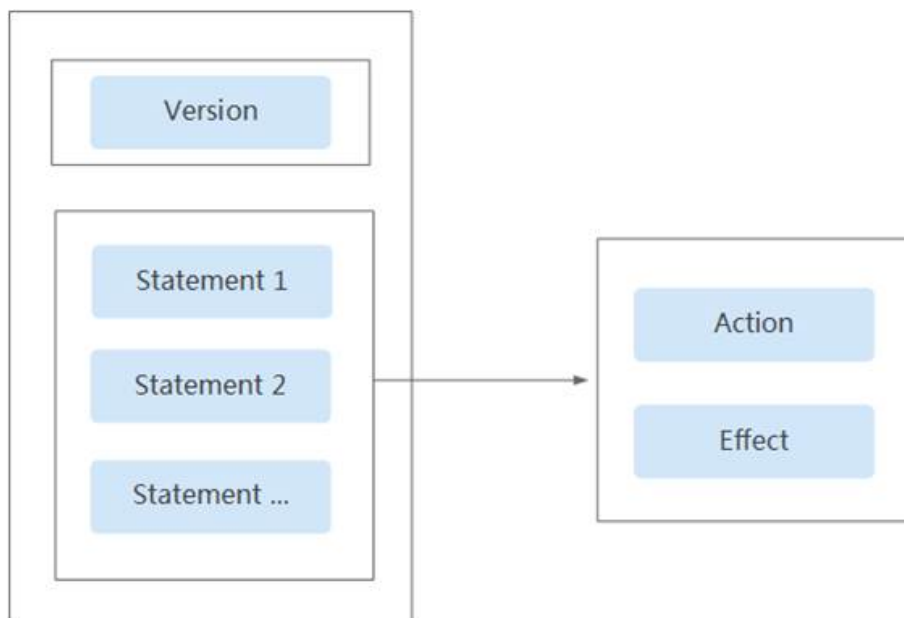 Version
Statement 1
Statement 2
Statement ...
Action
Effect